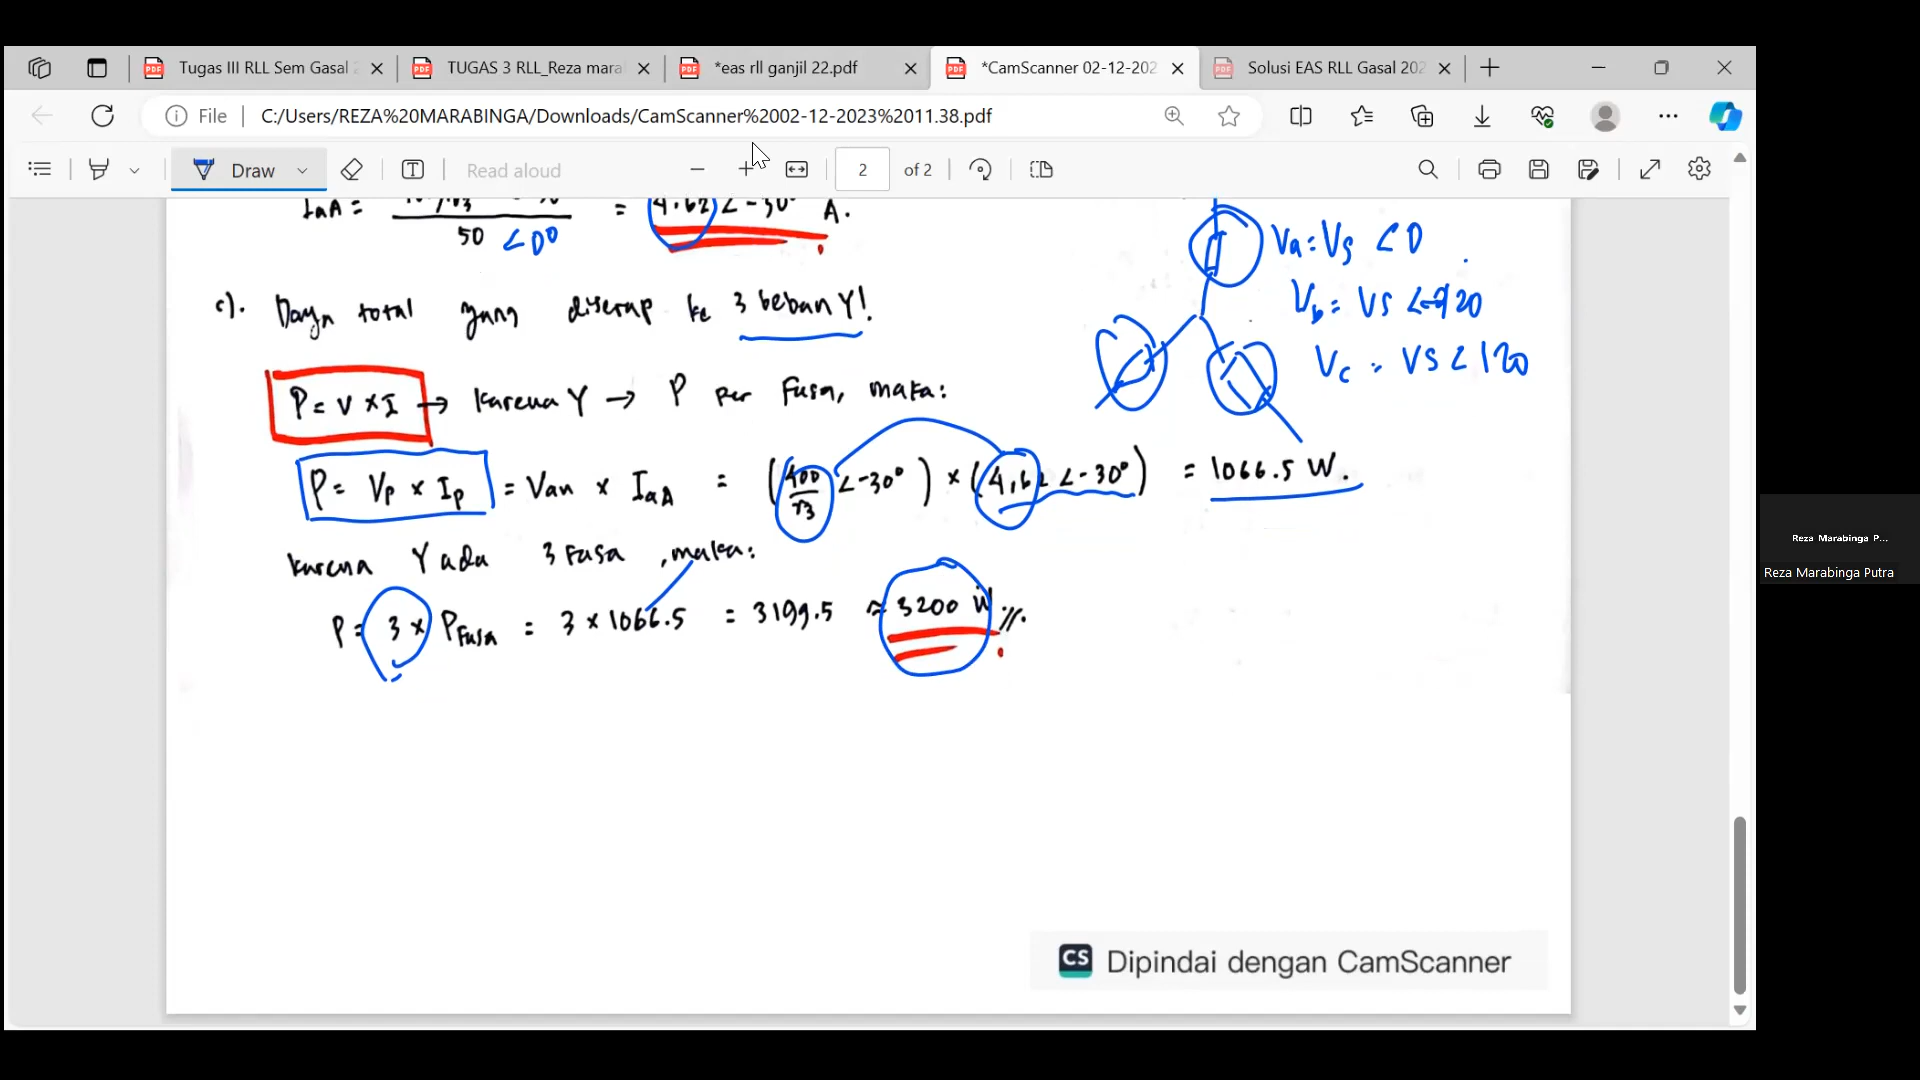 Tugas III RLL Sem Gasal 2
TUGAS 3 RLL_Reza mara
*eas rll ganjil 22.pdf
*CamScanner 02-12-202
Solusi EAS RLL Gasal 202
File
C:/Users/REZA%20MARABINGA/Downloads/CamScanner%2002-12-2023%2011.38.pdf
Draw
Read aloud
2 of 2
IaA = 50 <0° = 4.62 ∠-30° A.
Va = Vs <0
Vb = Vs <-120
Vc = Vs <120
c). Daya total yang diserap ke 3 beban Y!
P = V × I → karena Y → P per Fasa, maka:
P = Vp × Ip = Van × IaA = (400/√3 ∠-30°) × (4,62 ∠-30°) = 1066.5 W.
karena Y ada 3 Fasa, maka:
P = 3 × PFasa = 3 × 1066.5 = 3199.5 ≈ 3200 W //.
CS Dipindai dengan CamScanner
Reza Marabinga P...
Reza Marabinga Putra